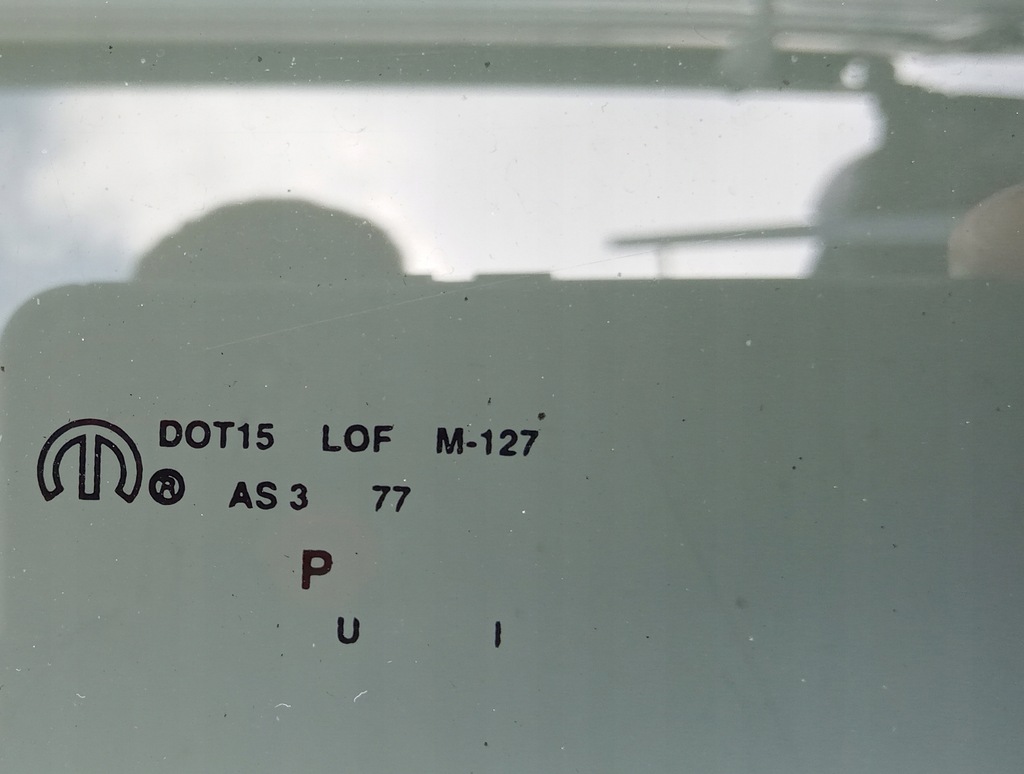 DOT15 LOF M-127
® AS 3 77
P
U I